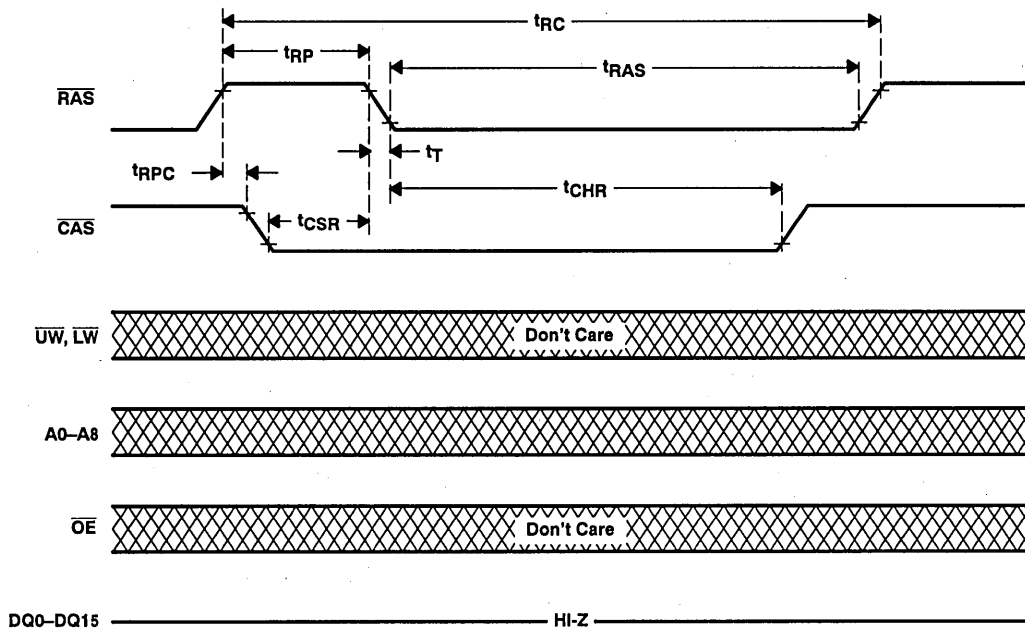 tRC
tRP
tRAS
RAS
tT
tRPC
tCHR
CAS
tCSR
UW, LW
Don't Care
A0–A8
OE
Don't Care
DQ0–DQ15
HI-Z